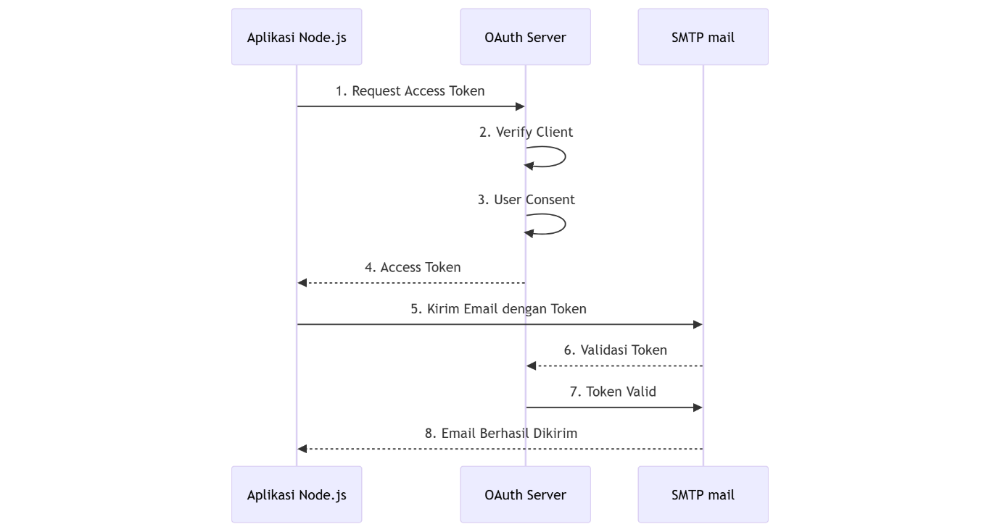 Aplikasi Node.js
OAuth Server
SMTP mail
1. Request Access Token
2. Verify Client
3. User Consent
4. Access Token
5. Kirim Email dengan Token
6. Validasi Token
7. Token Valid
8. Email Berhasil Dikirim
Aplikasi Node.js
OAuth Server
SMTP mail